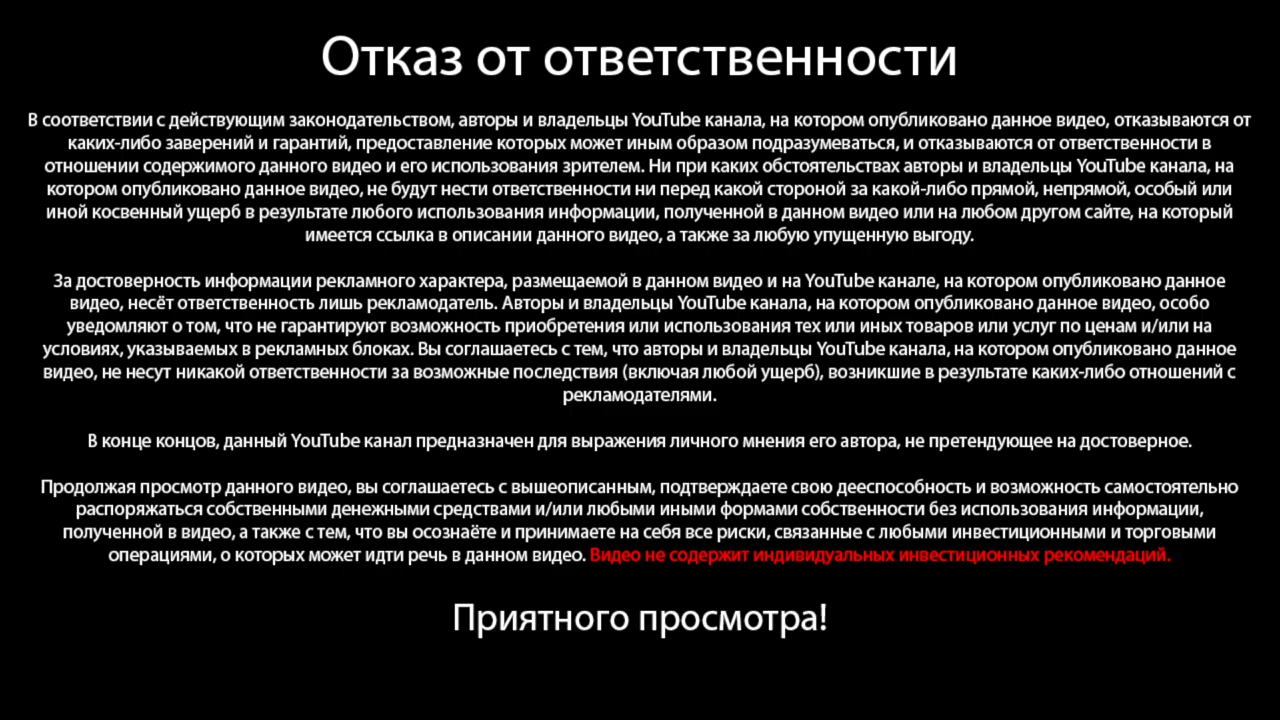 Отказ от ответственности
В соответствии с действующим законодательством, авторы и владельцы YouTube канала, на котором опубликовано данное видео, отказываются от
каких-либо заверений и гарантий, предоставление которых может иным образом подразумеваться, и отказываются от ответственности в
отношении содержимого данного видео и его использования зрителем. Ни при каких обстоятельствах авторы и владельцы YouTube канала, на
котором опубликовано данное видео, не будут нести ответственности ни перед какой стороной за какой-либо прямой, непрямой, особый или
иной косвенный ущерб в результате любого использования информации, полученной в данном видео или на любом другом сайте, на который
имеется ссылка в описании данного видео, а также за любую упущенную выгоду.
За достоверность информации рекламного характера, размещаемой в данном видео и на YouTube канале, на котором опубликовано данное
видео, несёт ответственность лишь рекламодатель. Авторы и владельцы YouTube канала, на котором опубликовано данное видео, особо
уведомляют о том, что не гарантируют возможность приобретения или использования тех или иных товаров или услуг по ценам и/или на
условиях, указываемых в рекламных блоках. Вы соглашаетесь с тем, что авторы и владельцы YouTube канала, на котором опубликовано данное
видео, не несут никакой ответственности за возможные последствия (включая любой ущерб), возникшие в результате каких-либо отношений с
рекламодателями.
В конце концов, данный YouTube канал предназначен для выражения личного мнения его автора, не претендующее на достоверное.
Продолжая просмотр данного видео, вы соглашаетесь с вышеописанным, подтверждаете свою дееспособность и возможность самостоятельно
распоряжаться собственными денежными средствами и/или любыми иными формами собственности без использования информации,
полученной в видео, а также с тем, что вы осознаёте и принимаете на себя все риски, связанные с любыми инвестиционными и торговыми
операциями, о которых может идти речь в данном видео. Видео не содержит индивидуальных инвестиционных рекомендаций.
Приятного просмотра!